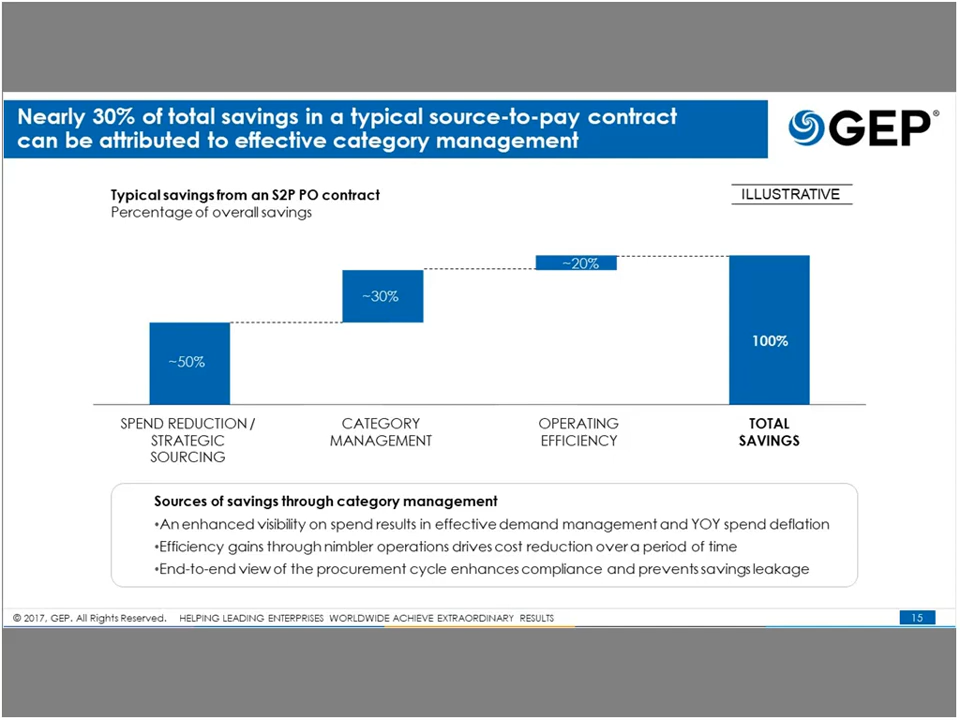 Nearly 30% of total savings in a typical source-to-pay contract
can be attributed to effective category management
GEP®
Typical savings from an S2P PO contract
Percentage of overall savings
ILLUSTRATIVE
~50%
~30%
~20%
100%
SPEND REDUCTION /
STRATEGIC
SOURCING
CATEGORY
MANAGEMENT
OPERATING
EFFICIENCY
TOTAL
SAVINGS
Sources of savings through category management
•An enhanced visibility on spend results in effective demand management and YOY spend deflation
•Efficiency gains through nimbler operations drives cost reduction over a period of time
•End-to-end view of the procurement cycle enhances compliance and prevents savings leakage
© 2017, GEP. All Rights Reserved. HELPING LEADING ENTERPRISES WORLDWIDE ACHIEVE EXTRAORDINARY RESULTS
15